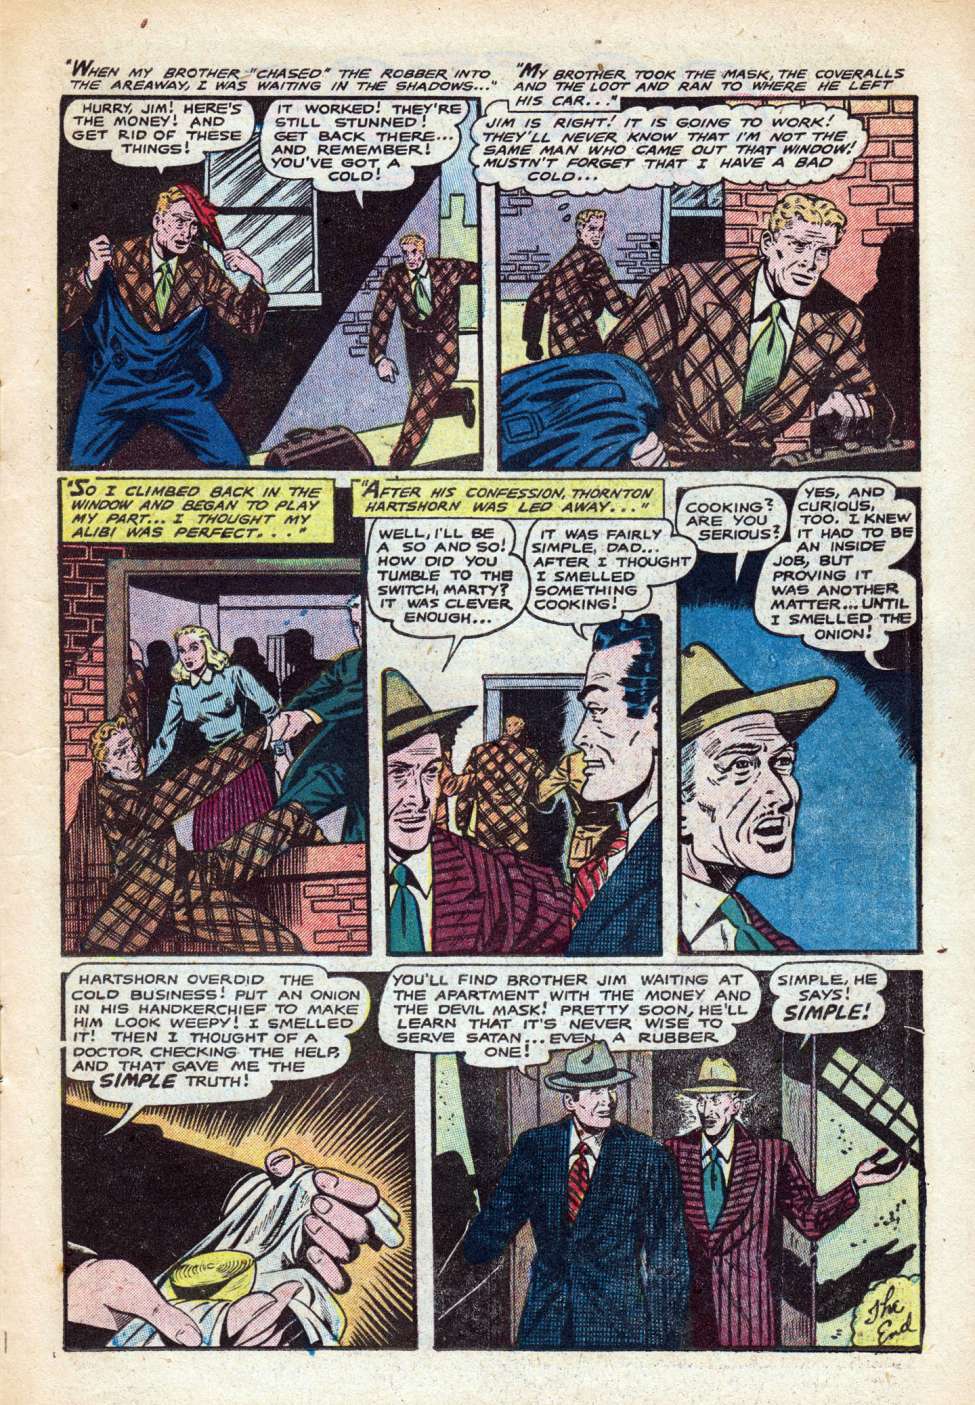 "WHEN MY BROTHER "CHASED" THE ROBBER INTO
THE AREAWAY, I WAS WAITING IN THE SHADOWS..."
HURRY, JIM! HERE'S
THE MONEY! AND
GET RID OF THESE
THINGS!
IT WORKED! THEY'RE
STILL STUNNED!
GET BACK THERE...
AND REMEMBER!
YOU'VE GOT A
COLD!
"MY BROTHER TOOK THE MASK, THE COVERALLS
AND THE LOOT AND RAN TO WHERE HE LEFT
HIS CAR..."
JIM IS RIGHT! IT IS GOING TO WORK!
THEY'LL NEVER KNOW THAT I'M NOT THE
SAME MAN WHO CAME OUT THAT WINDOW!
MUSTN'T FORGET THAT I HAVE A BAD
COLD...
"SO I CLIMBED BACK IN THE
WINDOW AND BEGAN TO PLAY
MY PART... I THOUGHT MY
ALIBI WAS PERFECT..."
"AFTER HIS CONFESSION, THORNTON
HARTSHORN WAS LED AWAY..."
WELL, I'LL BE
A SO AND SO!
HOW DID YOU
TUMBLE TO THE
SWITCH, MARTY?
IT WAS CLEVER
ENOUGH...
IT WAS FAIRLY
SIMPLE, DAD...
AFTER I THOUGHT
I SMELLED
SOMETHING
COOKING!
COOKING?
ARE YOU
SERIOUS?
YES, AND
CURIOUS,
TOO. I KNEW
IT HAD TO BE
AN INSIDE
JOB, BUT
PROVING IT
WAS ANOTHER
MATTER... UNTIL
I SMELLED THE
ONION!
HARTSHORN OVERDID THE
COLD BUSINESS! PUT AN ONION
IN HIS HANDKERCHIEF TO MAKE
HIM LOOK WEEPY! I SMELLED
IT! THEN I THOUGHT OF A
DOCTOR CHECKING THE HELP,
AND THAT GAVE ME THE
SIMPLE TRUTH!
YOU'LL FIND BROTHER JIM WAITING AT
THE APARTMENT WITH THE MONEY AND
THE DEVIL MASK! PRETTY SOON, HE'LL
LEARN THAT IT'S NEVER WISE TO
SERVE SATAN... EVEN A RUBBER
ONE!
SIMPLE, HE
SAYS!
SIMPLE!
The
End